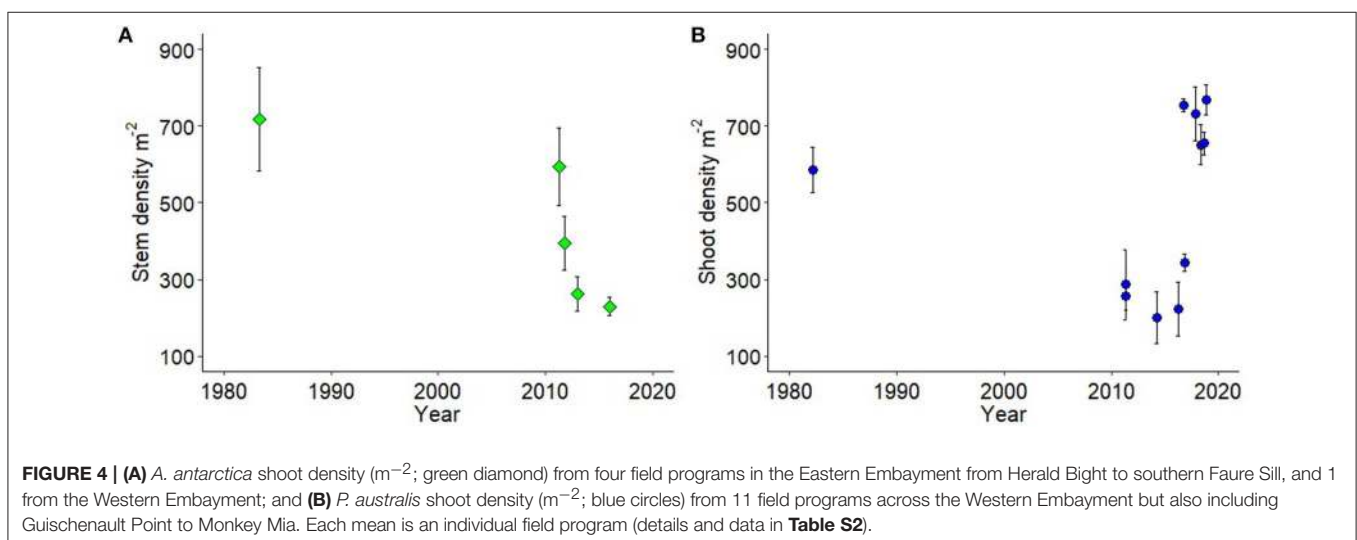 A
B
900
700
500
300
100
Stem density m⁻²
1980 1990 2000 2010 2020
Year
900
700
500
300
100
Shoot density m⁻²
1980 1990 2000 2010 2020
Year
FIGURE 4 | (A) A. antarctica shoot density (m⁻²; green diamond) from four field programs in the Eastern Embayment from Herald Bight to southern Faure Sill, and 1
from the Western Embayment; and (B) P. australis shoot density (m⁻²; blue circles) from 11 field programs across the Western Embayment but also including
Guischenault Point to Monkey Mia. Each mean is an individual field program (details and data in Table S2).